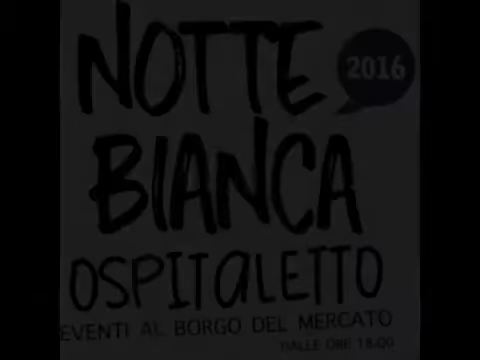 NOTTE
2016
BIANCA
OSPITALETTO
EVENTI AL BORGO DEL MERCATO
DALLE ORE 18.00